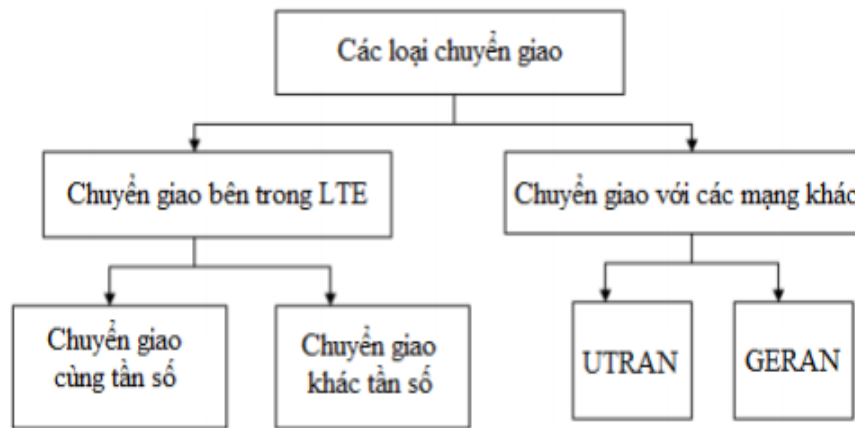 Các loại chuyển giao
Chuyển giao bên trong LTE
Chuyển giao với các mạng khác
Chuyển giao
cùng tần số
Chuyển giao
khác tần số
UTRAN
GERAN